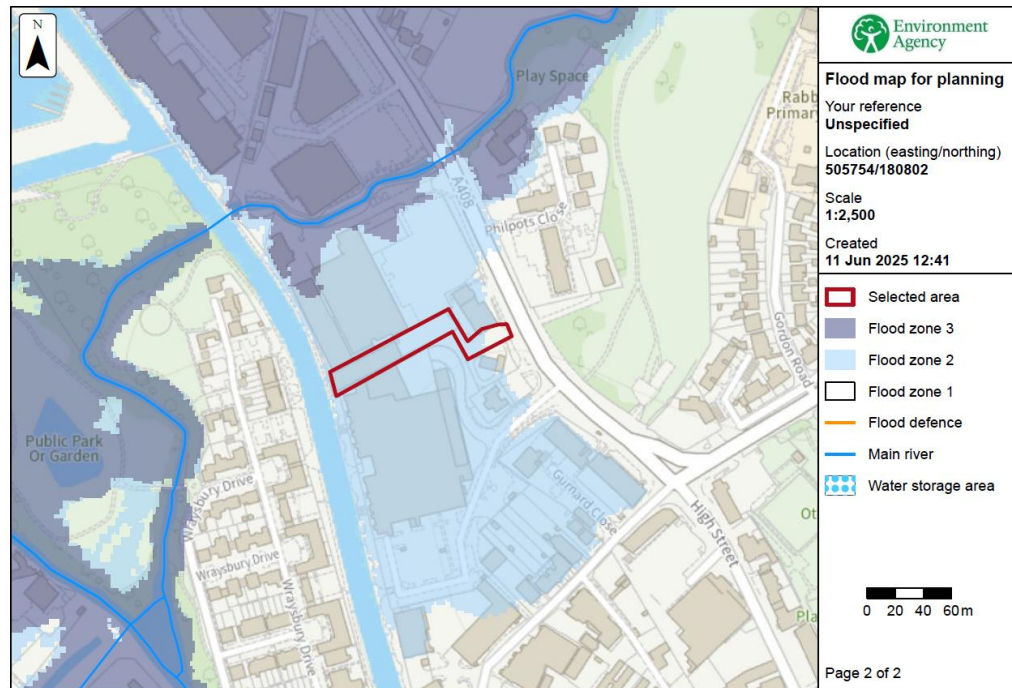 N
Play Space
Rabb
Primary
A408
Philpots Close
Gordon Road
Public Park
Or Garden
Wraysbury Drive
Wraysbury Drive
Wraysbury Drive
Gurnard Close
High Street
Ot
Pla
Environment
Agency
Flood map for planning
Your reference
Unspecified
Location (easting/northing)
505754/180802
Scale
1:2,500
Created
11 Jun 2025 12:41
Selected area
Flood zone 3
Flood zone 2
Flood zone 1
Flood defence
Main river
Water storage area
0 20 40 60m
Page 2 of 2